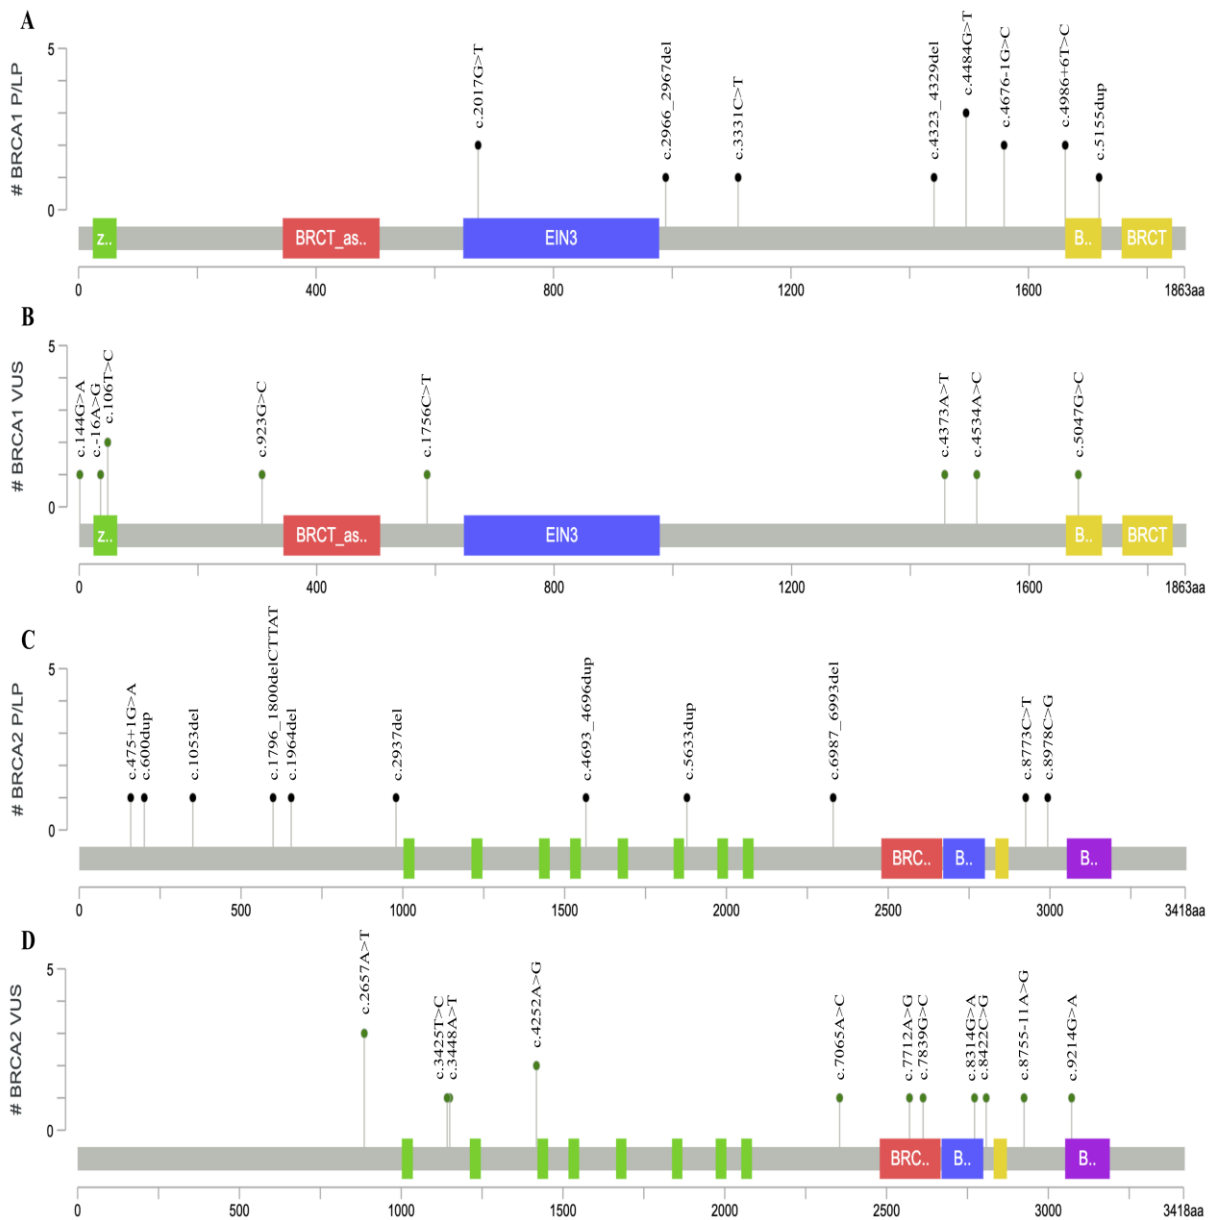 A
# BRCA1 P/LP
5
0
c.2017G>T
c.2966_2967del
c.3331C>T
c.4323_4329del
c.4484G>T
c.4676-1G>C
c.4986+6T>C
c.5155dup
z..
BRCT_as..
EIN3
B..
BRCT
0 400 800 1200 1600 1863aa
B
# BRCA1 VUS
5
0
c.144G>A
c.-16A>G
c.106T>C
c.923G>C
c.1756C>T
c.4373A>T
c.4534A>C
c.5047G>C
z..
BRCT_as..
EIN3
B..
BRCT
0 400 800 1200 1600 1863aa
C
# BRCA2 P/LP
5
0
c.475+1G>A
c.600dup
c.1053del
c.1796_1800delCTTAT
c.1964del
c.2937del
c.4693_4696dup
c.5633dup
c.6987_6993del
c.8773C>T
c.8978C>G
BRC..
B..
B..
0 500 1000 1500 2000 2500 3000 3418aa
D
# BRCA2 VUS
5
0
c.2657A>T
c.3425T>C
c.3448A>T
c.4252A>G
c.7065A>C
c.7712A>G
c.7839G>C
c.8314G>A
c.8422C>G
c.8755-11A>G
c.9214G>A
BRC..
B..
B..
0 500 1000 1500 2000 2500 3000 3418aa